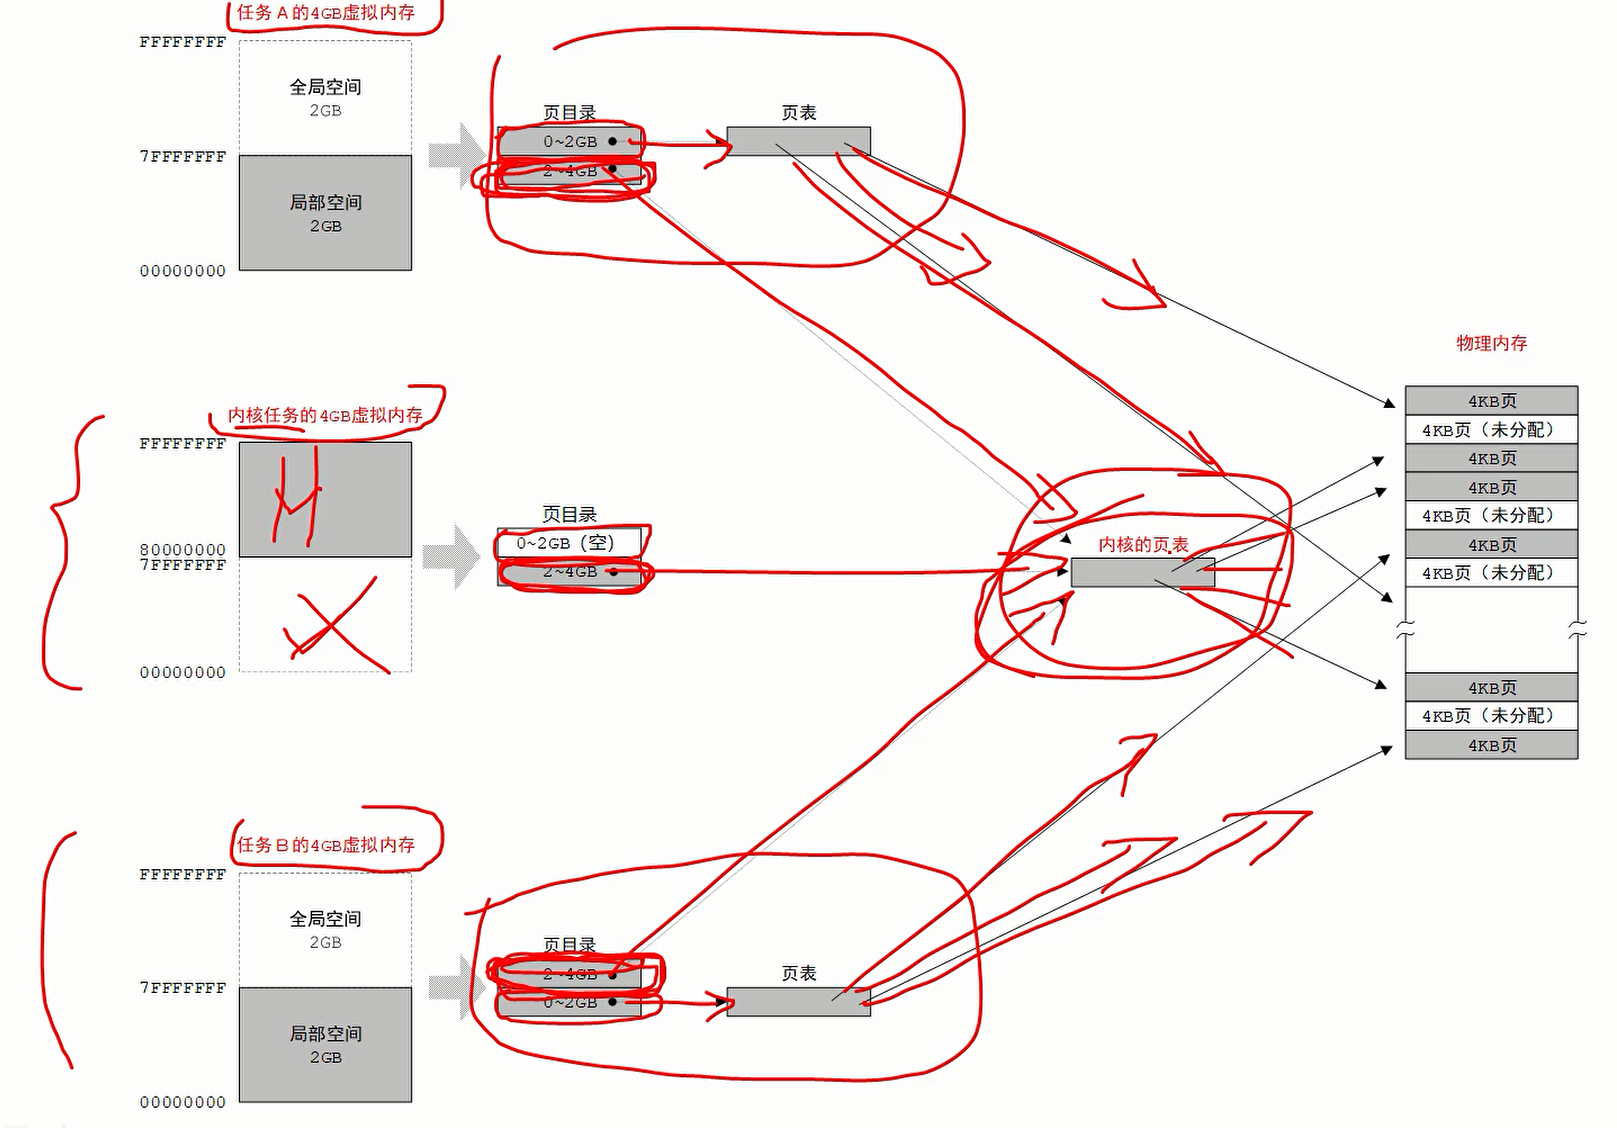 任务A的4GB虚拟内存
FFFFFFFF
全局空间
2GB
7FFFFFFF
局部空间
2GB
00000000
页目录
0~2GB
2~4GB
页表
物理内存
4KB页
4KB页（未分配）
4KB页
4KB页
4KB页（未分配）
4KB页
4KB页（未分配）
4KB页
4KB页（未分配）
4KB页
内核任务的4GB虚拟内存
FFFFFFFF
80000000
7FFFFFFF
00000000
页目录
0~2GB（空）
2~4GB
内核的页表
任务B的4GB虚拟内存
FFFFFFFF
全局空间
2GB
7FFFFFFF
局部空间
2GB
00000000
页目录
2~4GB
0~2GB
页表